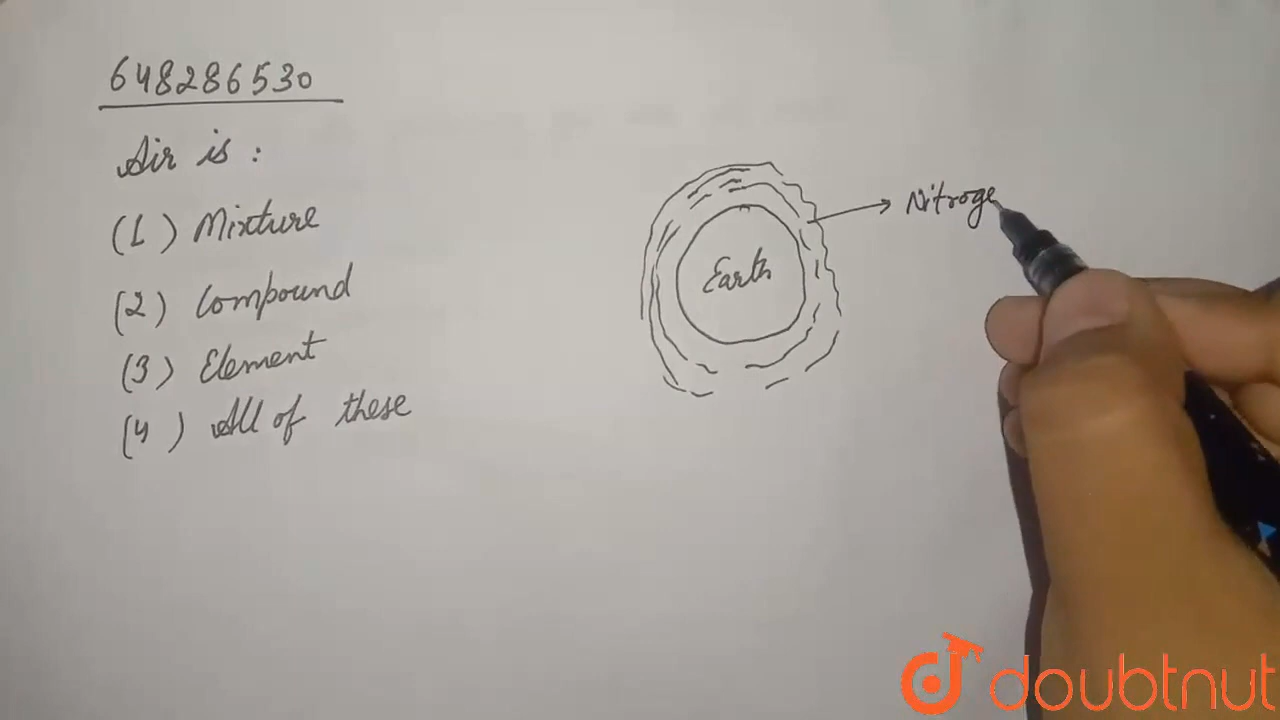 648286530
Air is :
(1) Mixture
(2) Compound
(3) Element
(4) All of these
Earth
Nitroge
doubtnut